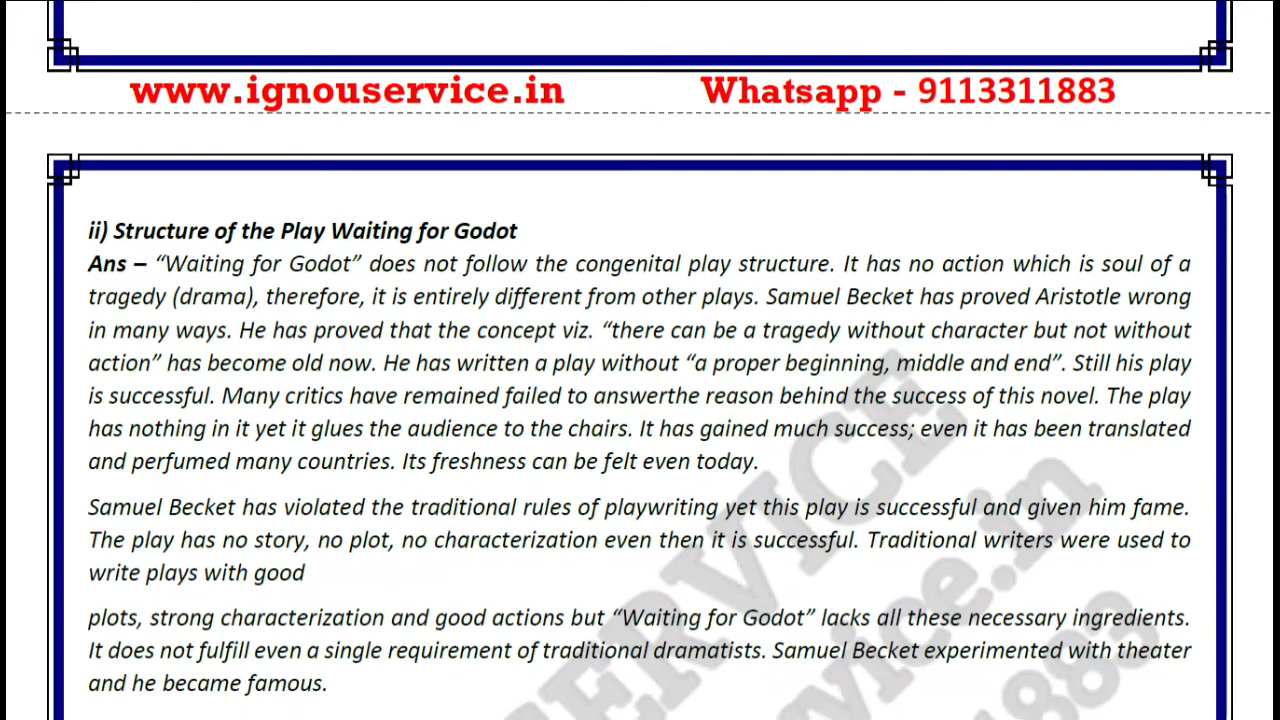 www.ignouservice.in Whatsapp - 9113311883
ii) Structure of the Play Waiting for Godot
Ans – “Waiting for Godot” does not follow the congenital play structure. It has no action which is soul of a
tragedy (drama), therefore, it is entirely different from other plays. Samuel Becket has proved Aristotle wrong
in many ways. He has proved that the concept viz. “there can be a tragedy without character but not without
action” has become old now. He has written a play without “a proper beginning, middle and end”. Still his play
is successful. Many critics have remained failed to answerthe reason behind the success of this novel. The play
has nothing in it yet it glues the audience to the chairs. It has gained much success; even it has been translated
and perfumed many countries. Its freshness can be felt even today.
Samuel Becket has violated the traditional rules of playwriting yet this play is successful and given him fame.
The play has no story, no plot, no characterization even then it is successful. Traditional writers were used to
write plays with good
plots, strong characterization and good actions but “Waiting for Godot” lacks all these necessary ingredients.
It does not fulfill even a single requirement of traditional dramatists. Samuel Becket experimented with theater
and he became famous.